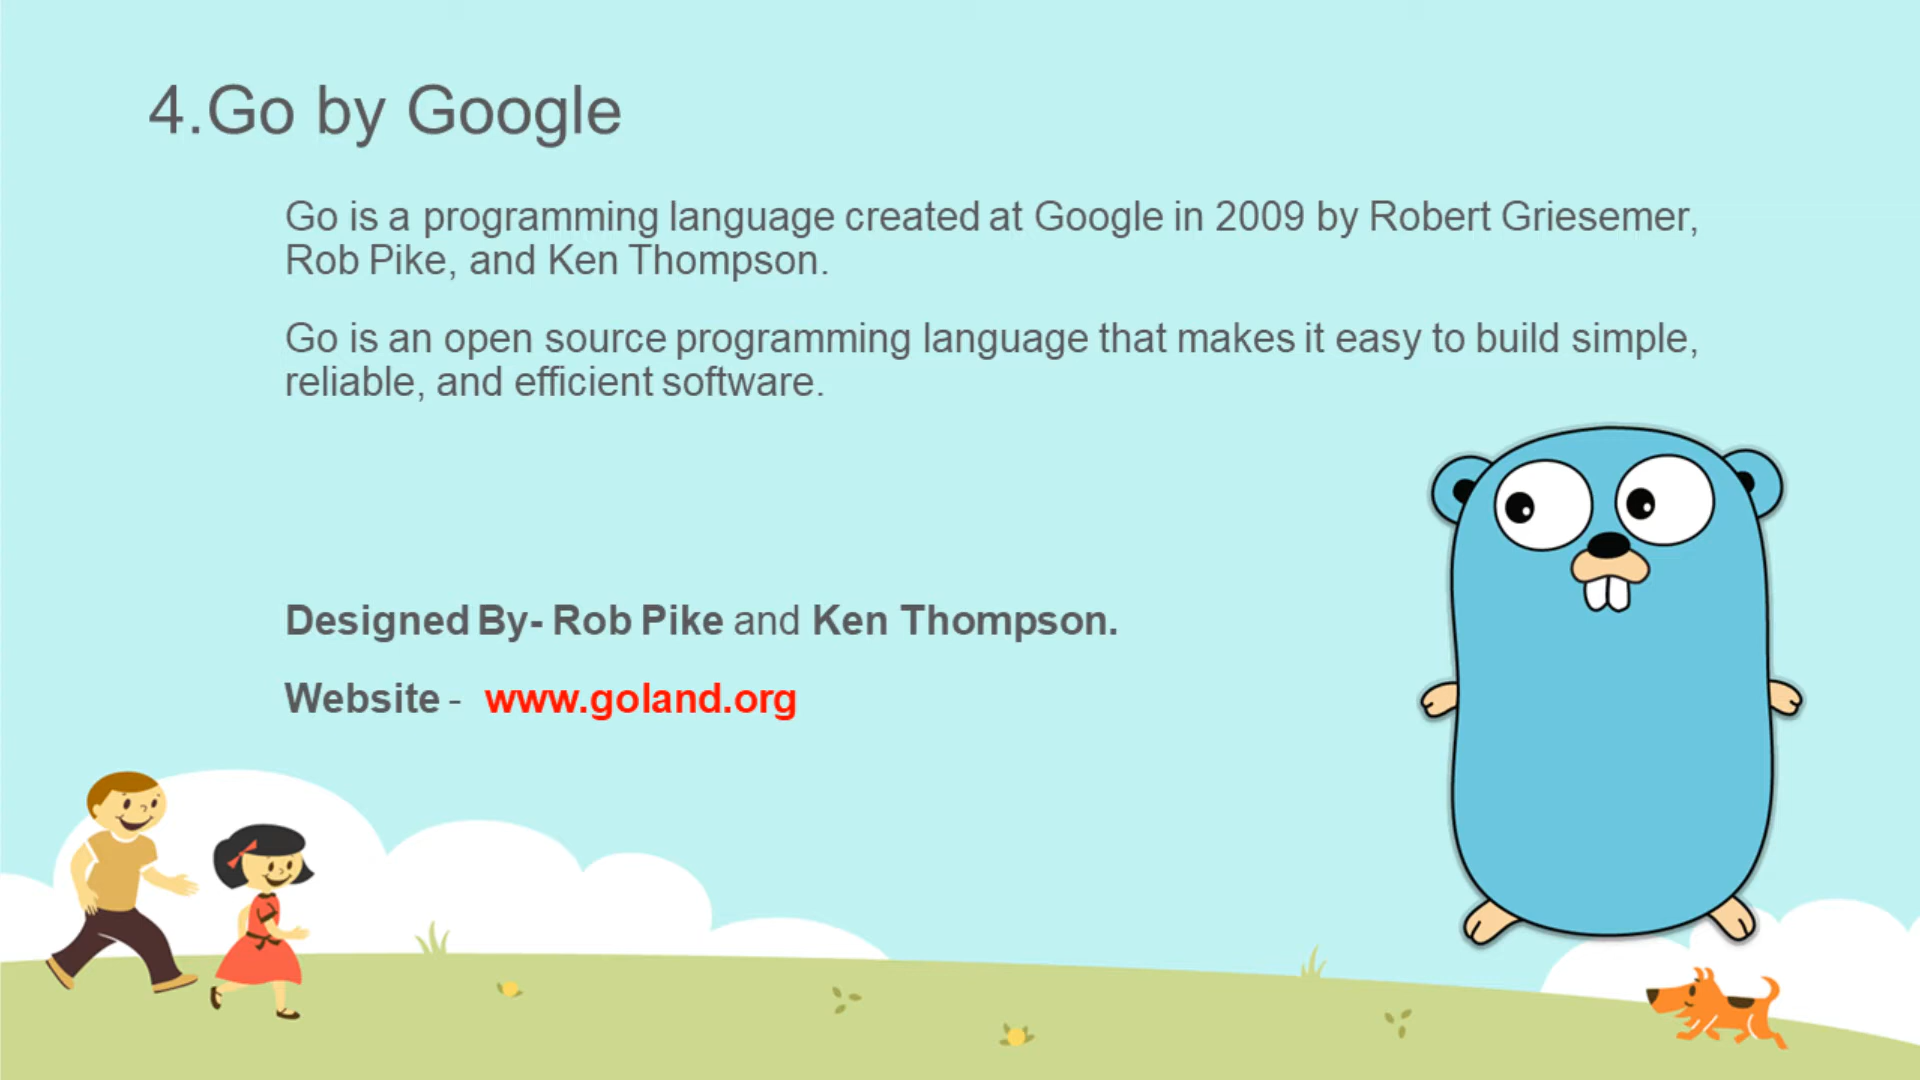 4.Go by Google
Go is a programming language created at Google in 2009 by Robert Griesemer,
Rob Pike, and Ken Thompson.
Go is an open source programming language that makes it easy to build simple,
reliable, and efficient software.
Designed By- Rob Pike and Ken Thompson.
Website - www.goland.org